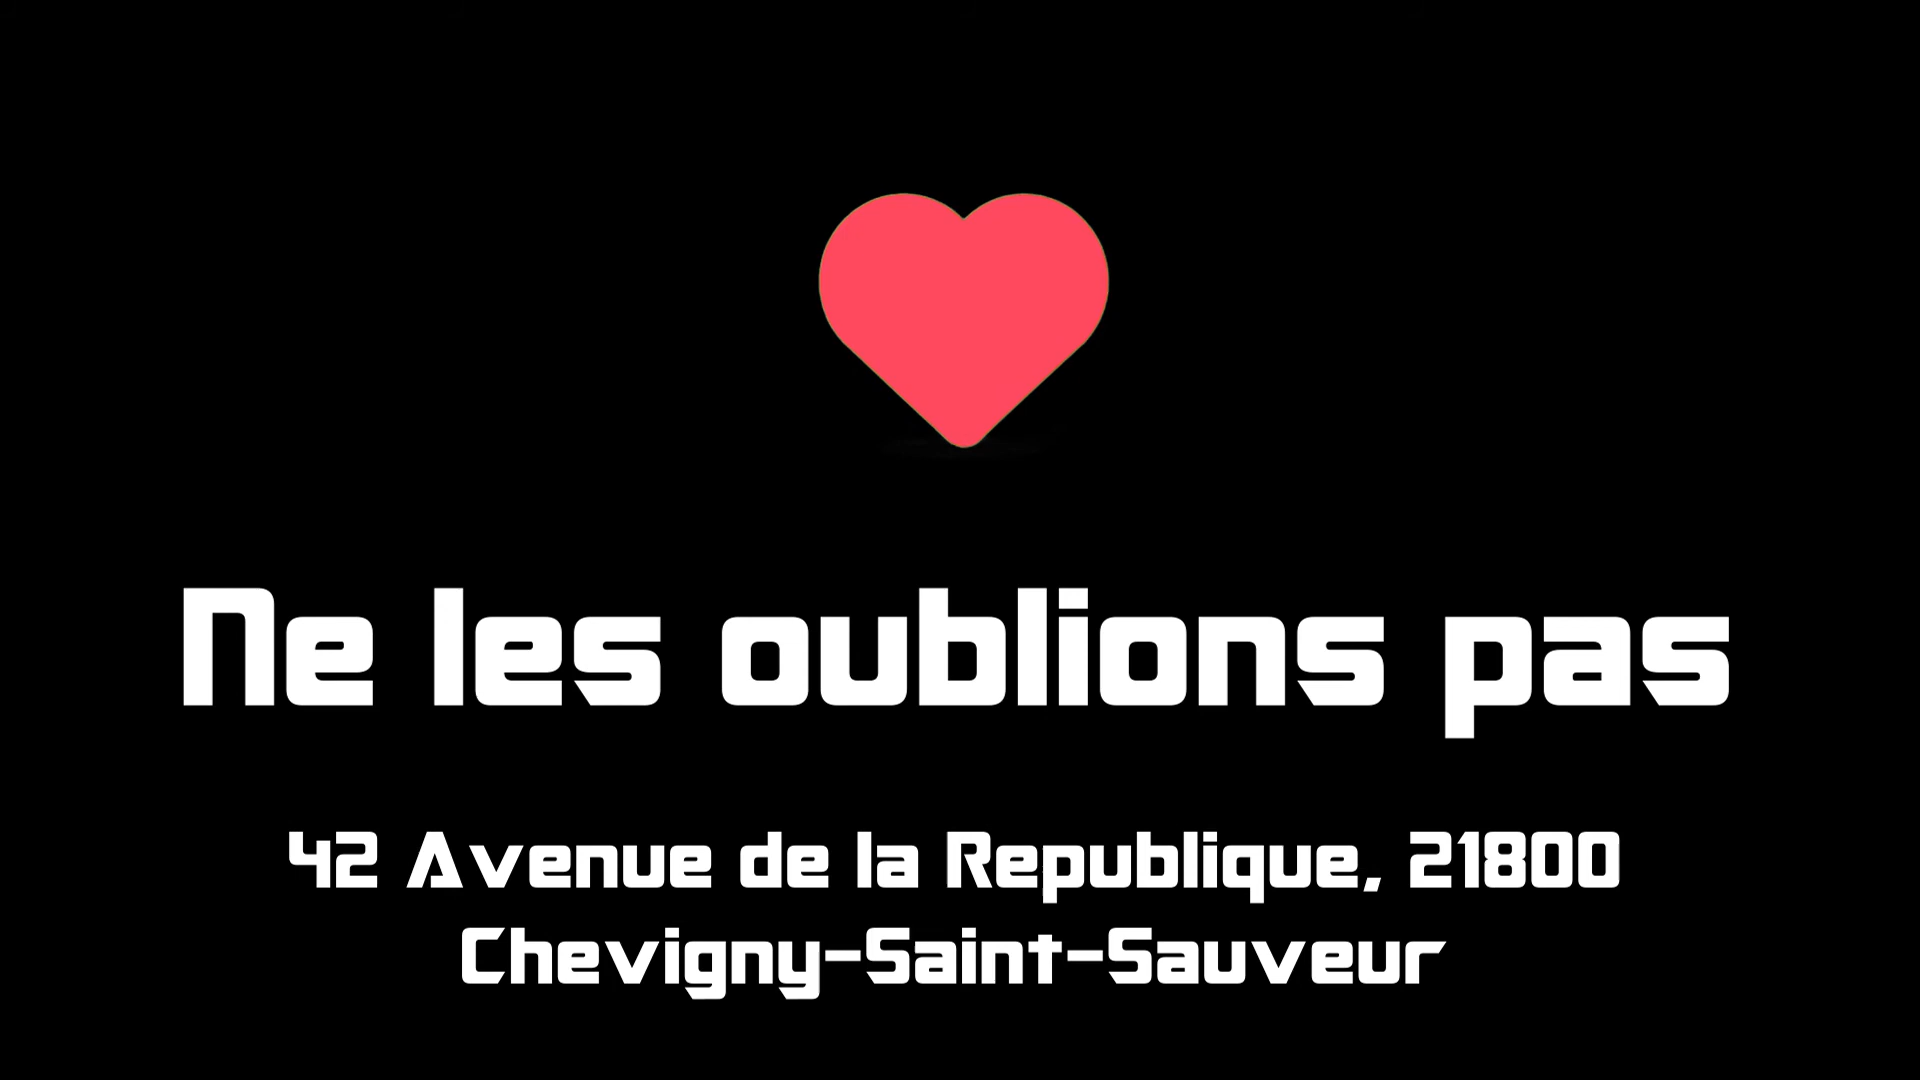 Ne les oublions pas
42 Avenue de la Republique, 21800
Chevigny-Saint-Sauveur